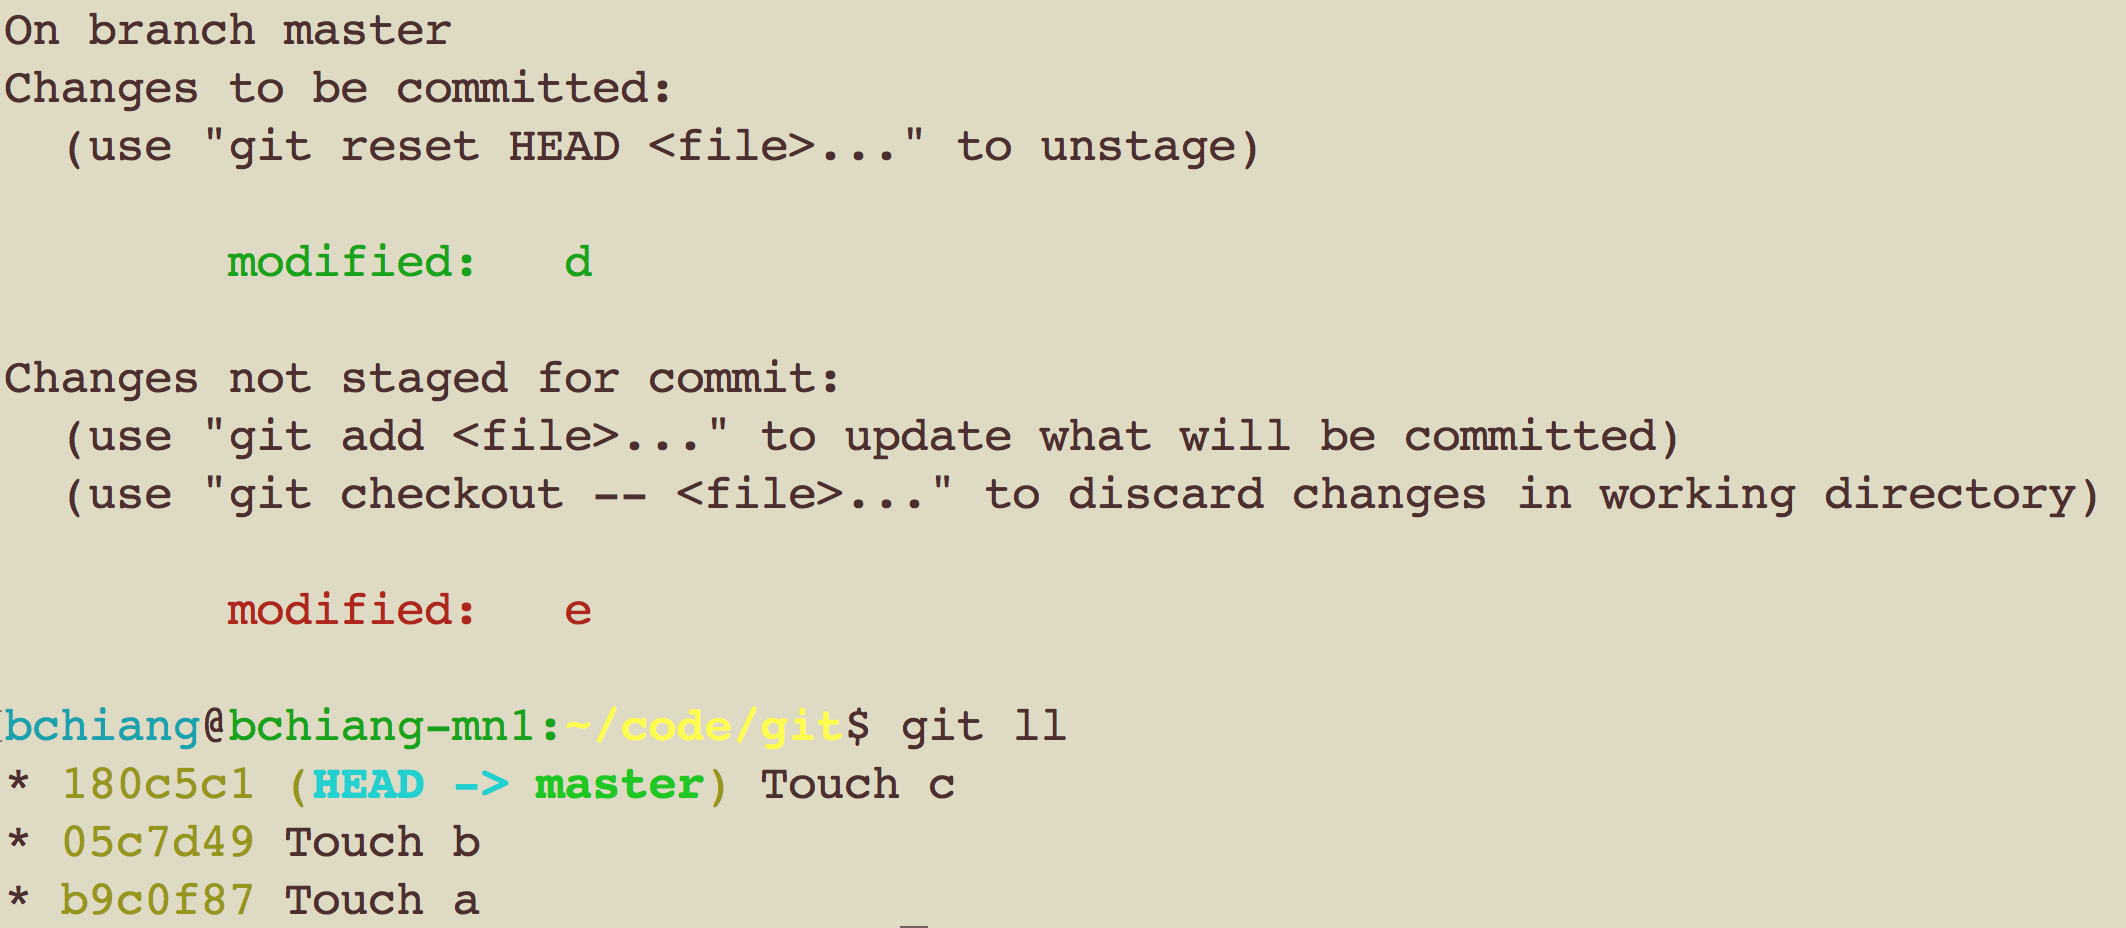 On branch master
Changes to be committed:
  (use "git reset HEAD <file>..." to unstage)
        modified:   d
Changes not staged for commit:
  (use "git add <file>..." to update what will be committed)
  (use "git checkout -- <file>..." to discard changes in working directory)
        modified:   e
bchiang@bchiang-mn1:~/code/git$ git ll
* 180c5c1 (HEAD -> master) Touch c
* 05c7d49 Touch b
* b9c0f87 Touch a